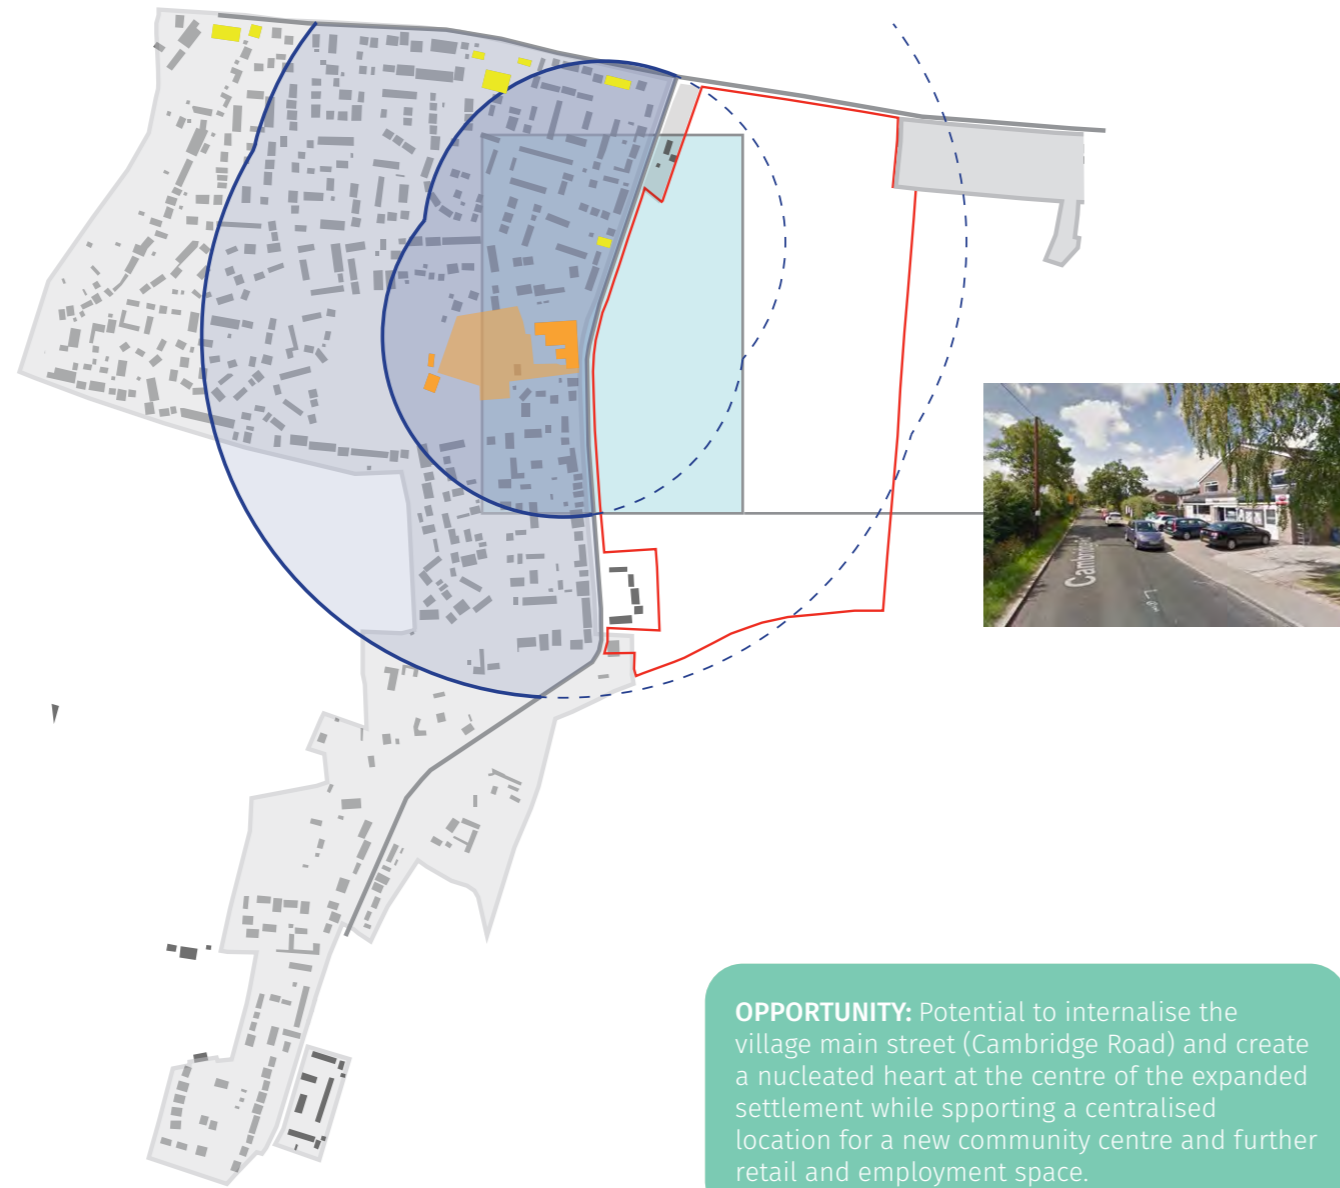 Cambridge
OPPORTUNITY: Potential to internalise the
village main street (Cambridge Road) and create
a nucleated heart at the centre of the expanded
settlement while spporting a centralised
location for a new community centre and further
retail and employment space.